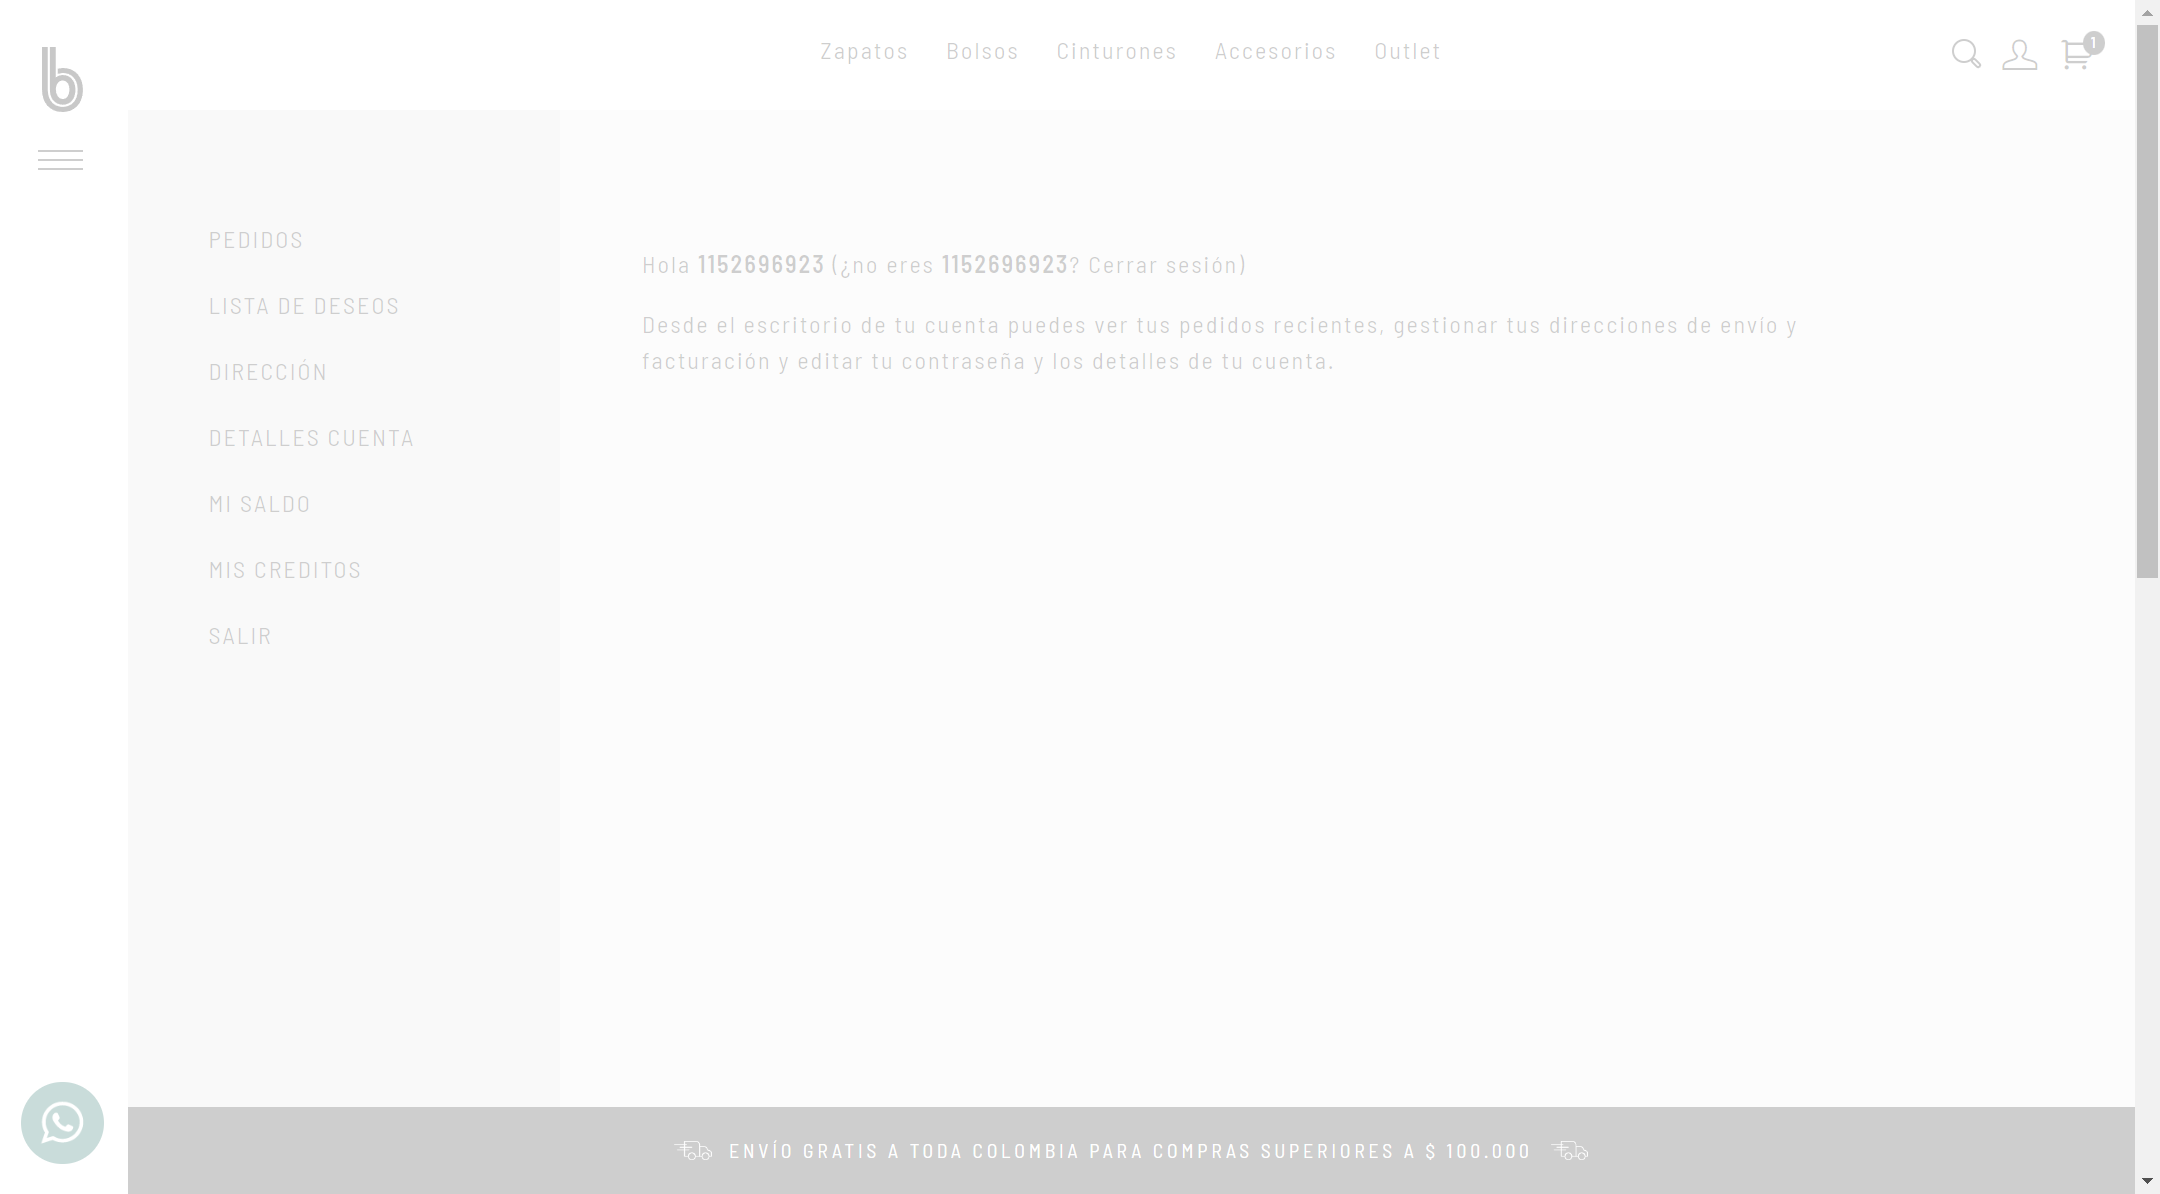 b
Zapatos Bolsos Cinturones Accesorios Outlet
1
PEDIDOS
LISTA DE DESEOS
DIRECCIÓN
DETALLES CUENTA
MI SALDO
MIS CREDITOS
SALIR
Hola 1152696923 (¿no eres 1152696923? Cerrar sesión)
Desde el escritorio de tu cuenta puedes ver tus pedidos recientes, gestionar tus direcciones de envío y
facturación y editar tu contraseña y los detalles de tu cuenta.
ENVÍO GRATIS A TODA COLOMBIA PARA COMPRAS SUPERIORES A $ 100.000